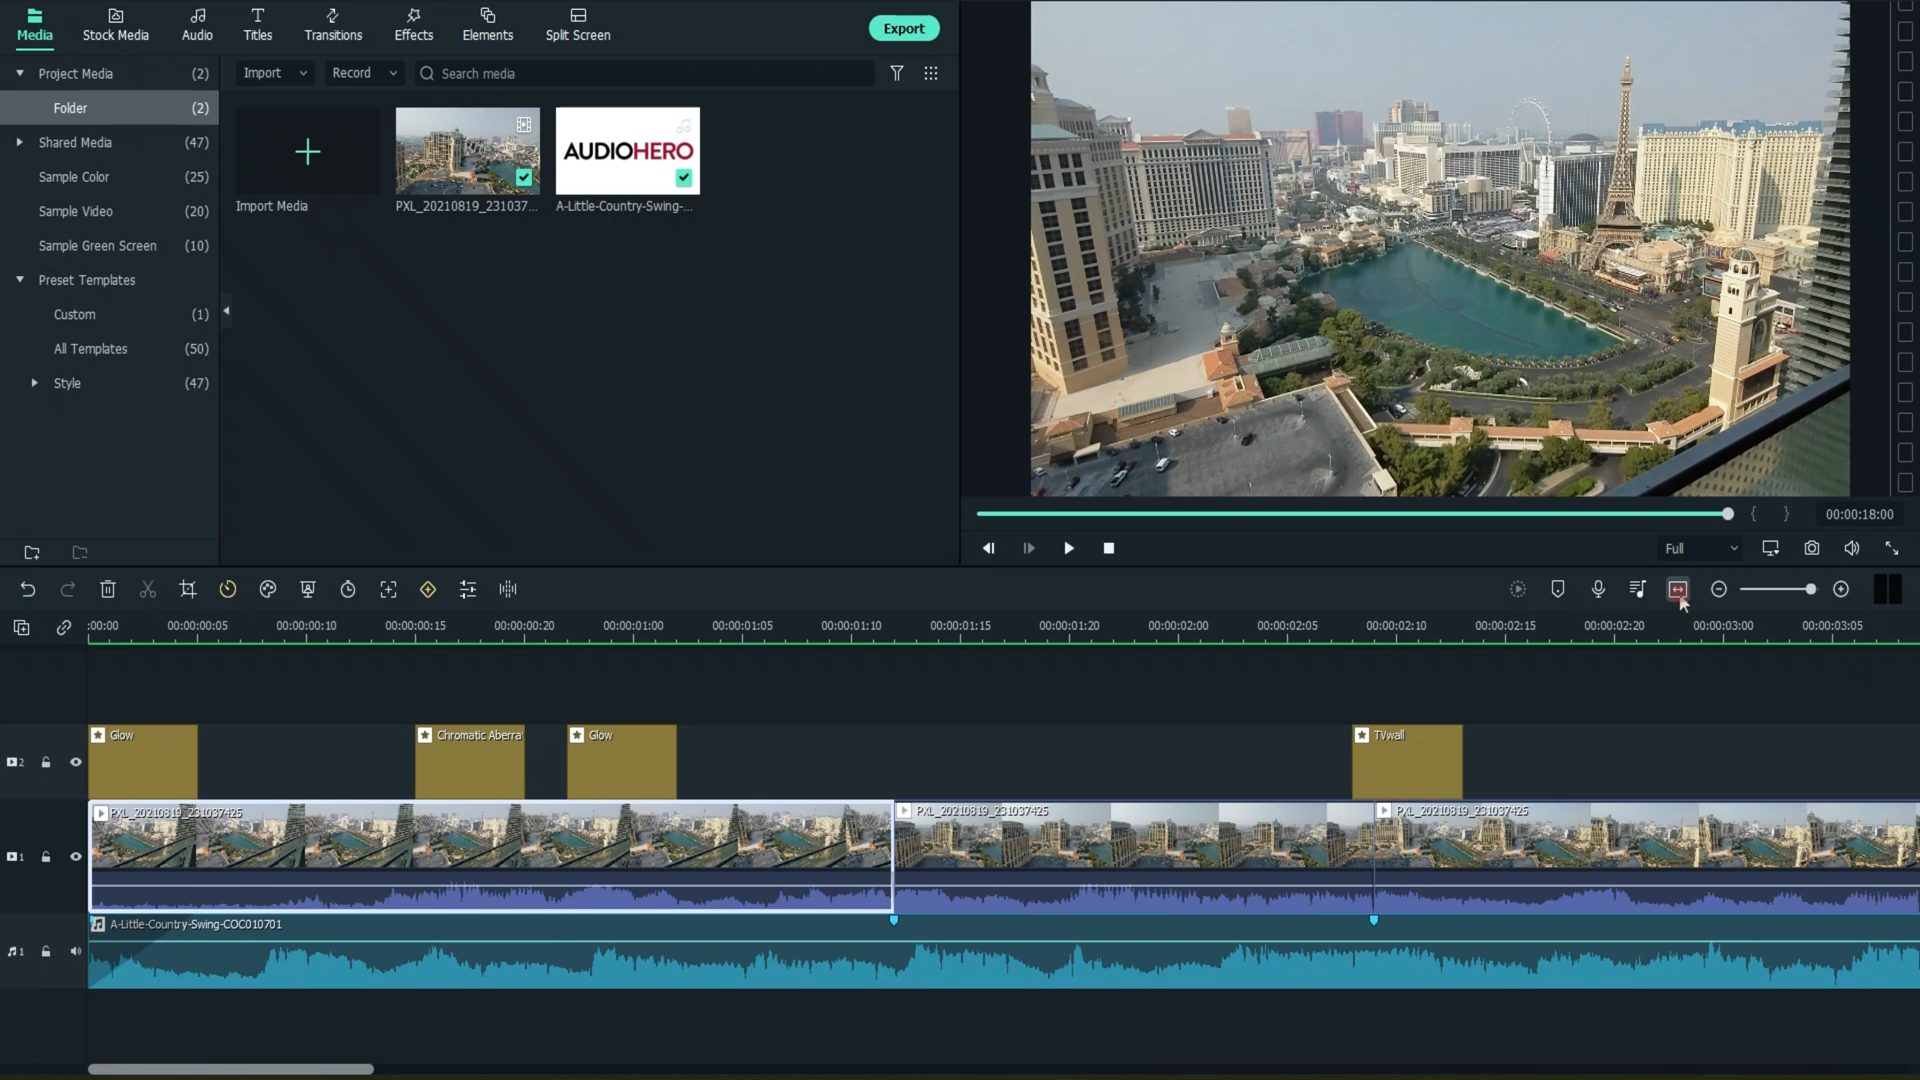 Media
Stock Media
Audio
Titles
Transitions
Effects
Elements
Split Screen
Export
Project Media (2)
Folder (2)
Shared Media (47)
Sample Color (25)
Sample Video (20)
Sample Green Screen (10)
Preset Templates
Custom (1)
All Templates (50)
Style (47)
Import
Record
Search media
AUDIOHERO
Import Media
PXL_20210819_231037...
A-Little-Country-Swing-...
{ } 00:00:18:00
Full
:00:00 00:00:00:05 00:00:00:10 00:00:00:15 00:00:00:20 00:00:01:00 00:00:01:05 00:00:01:10 00:00:01:15 00:00:01:20 00:00:02:00 00:00:02:05 00:00:02:10 00:00:02:15 00:00:02:20 00:00:03:00 00:00:03:05
Glow
Chromatic Aberra
Glow
TVwall
2
PXL_20210819_231037425
PXL_20210819_231037425
PXL_20210819_231037425
1
A-Little-Country-Swing-COC010701
1